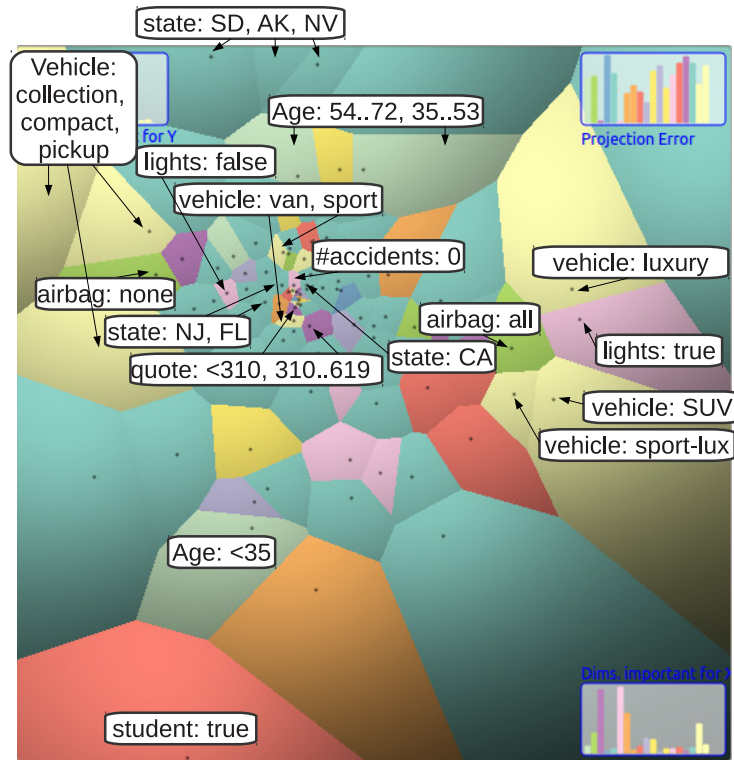 state: SD, AK, NV
Vehicle:
collection,
compact,
pickup
for Y
Projection Error
Age: 54..72, 35..53
lights: false
vehicle: van, sport
#accidents: 0
vehicle: luxury
airbag: none
airbag: all
state: NJ, FL
state: CA
lights: true
quote: <310, 310..619
vehicle: SUV
vehicle: sport-lux
Age: <35
Dims. important for X
student: true